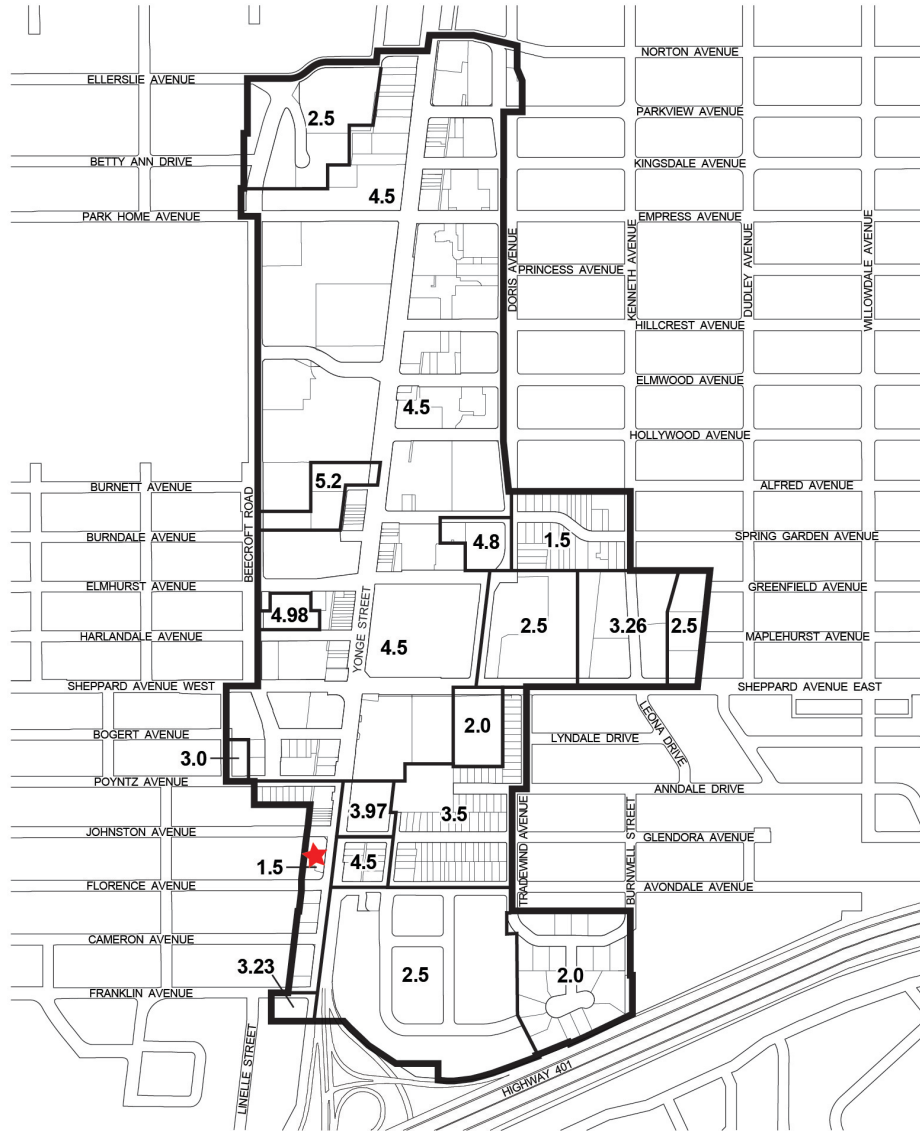 NORTON AVENUE
ELLERSLIE AVENUE
2.5
PARKVIEW AVENUE
BETTY ANN DRIVE
KINGSDALE AVENUE
4.5
PARK HOME AVENUE
EMPRESS AVENUE
DORIS AVENUE
PRINCESS AVENUE
KENNETH AVENUE
DUDLEY AVENUE
WILLOWDALE AVENUE
HILLCREST AVENUE
ELMWOOD AVENUE
4.5
HOLLYWOOD AVENUE
BURNETT AVENUE
5.2
ALFRED AVENUE
BEECROFT ROAD
BURNDALE AVENUE
4.8
1.5
SPRING GARDEN AVENUE
ELMHURST AVENUE
GREENFIELD AVENUE
4.98
YONGE STREET
HARLANDALE AVENUE
4.5
2.5
3.26
2.5
MAPLEHURST AVENUE
SHEPPARD AVENUE WEST
SHEPPARD AVENUE EAST
BOGERT AVENUE
2.0
LYNDALE DRIVE
LEONA DRIVE
3.0
POYNTZ AVENUE
ANNDALE DRIVE
3.97
3.5
JOHNSTON AVENUE
TRADEWIND AVENUE
BURNWELL STREET
GLENDORA AVENUE
1.5
4.5
FLORENCE AVENUE
AVONDALE AVENUE
CAMERON AVENUE
3.23
2.5
2.0
FRANKLIN AVENUE
LINELLE STREET
HIGHWAY 401